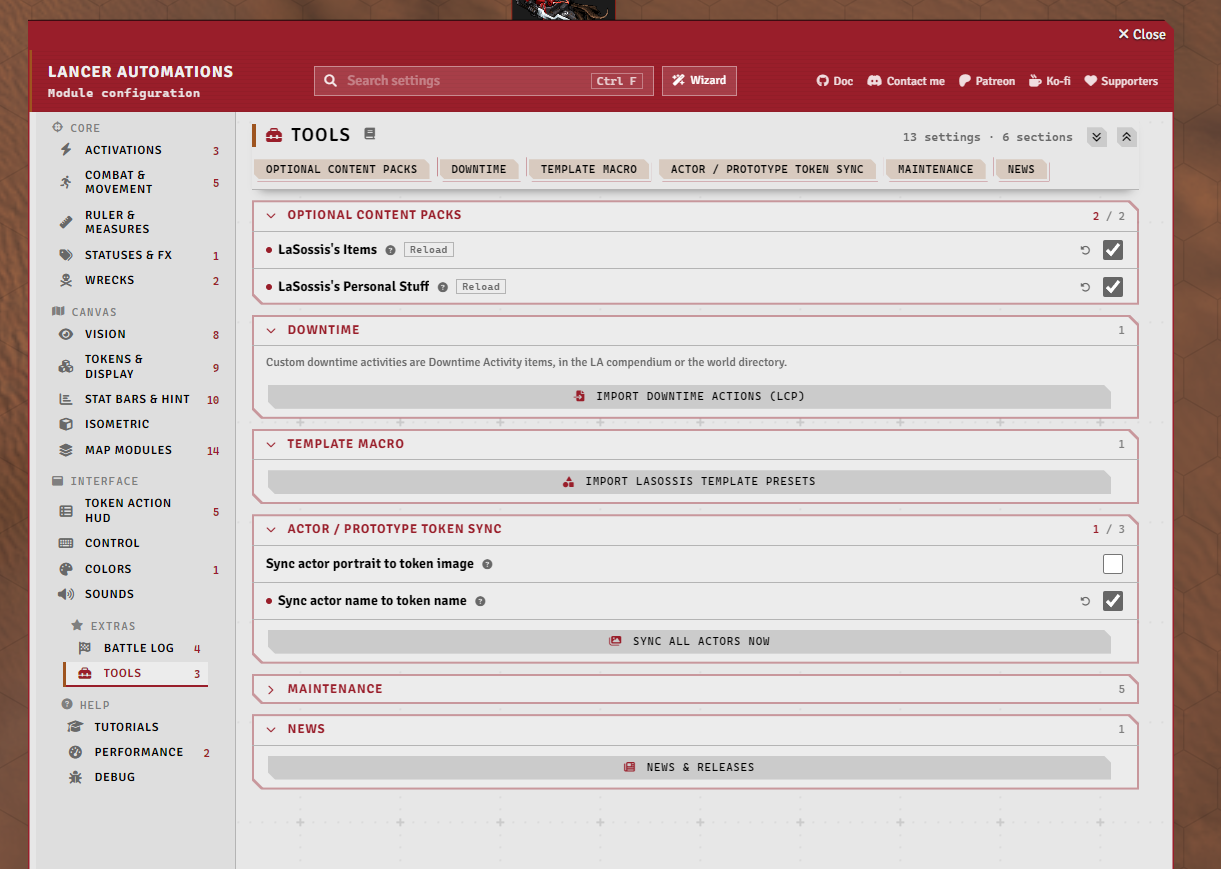 Close
LANCER AUTOMATIONS
Module configuration
Search settings
Ctrl F
Wizard
Doc
Contact me
Patreon
Ko-fi
Supporters
CORE
ACTIVATIONS 3
COMBAT &
MOVEMENT 5
RULER &
MEASURES
STATUSES & FX 1
WRECKS 2
CANVAS
VISION 8
TOKENS &
DISPLAY 9
STAT BARS & HINT 10
ISOMETRIC
MAP MODULES 14
INTERFACE
TOKEN ACTION
HUD 5
CONTROL
COLORS 1
SOUNDS
EXTRAS
BATTLE LOG 4
TOOLS 3
HELP
TUTORIALS
PERFORMANCE 2
DEBUG
TOOLS
13 settings · 6 sections
OPTIONAL CONTENT PACKS
DOWNTIME
TEMPLATE MACRO
ACTOR / PROTOTYPE TOKEN SYNC
MAINTENANCE
NEWS
OPTIONAL CONTENT PACKS 2 / 2
LaSossis's Items Reload
LaSossis's Personal Stuff Reload
DOWNTIME 1
Custom downtime activities are Downtime Activity items, in the LA compendium or the world directory.
IMPORT DOWNTIME ACTIONS (LCP)
TEMPLATE MACRO 1
IMPORT LASOSSIS TEMPLATE PRESETS
ACTOR / PROTOTYPE TOKEN SYNC 1 / 3
Sync actor portrait to token image
Sync actor name to token name
SYNC ALL ACTORS NOW
MAINTENANCE 5
NEWS 1
NEWS & RELEASES